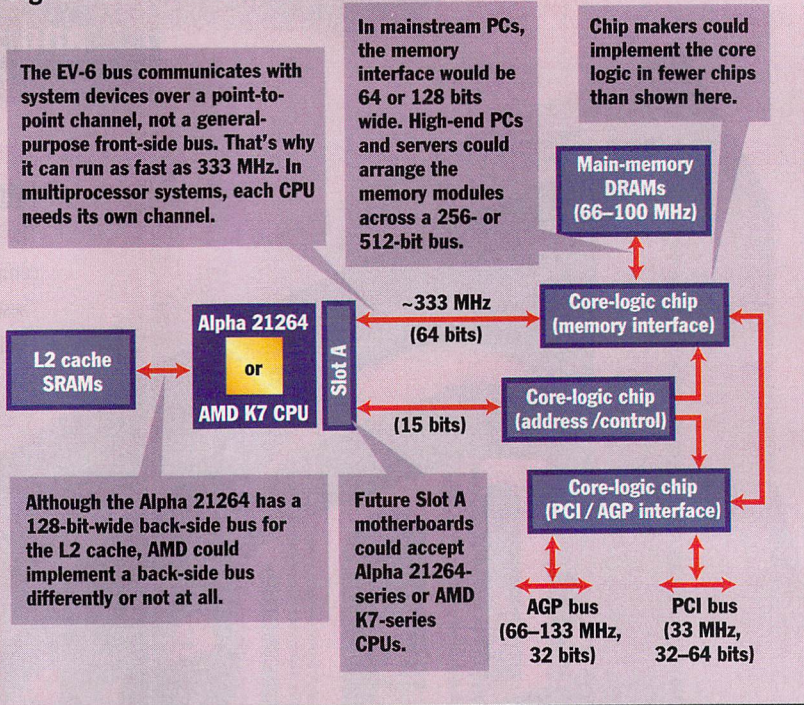 The EV-6 bus communicates with
system devices over a point-to-
point channel, not a general-
purpose front-side bus. That's why
it can run as fast as 333 MHz. In
multiprocessor systems, each CPU
needs its own channel.
In mainstream PCs,
the memory
interface would be
64 or 128 bits
wide. High-end PCs
and servers could
arrange the
memory modules
across a 256- or
512-bit bus.
Chip makers could
implement the core
logic in fewer chips
than shown here.
Main-memory
DRAMs
(66–100 MHz)
L2 cache
SRAMs
Alpha 21264
or
AMD K7 CPU
Slot A
~333 MHz
(64 bits)
Core-logic chip
(memory interface)
(15 bits)
Core-logic chip
(address /control)
Core-logic chip
(PCI / AGP interface)
Although the Alpha 21264 has a
128-bit-wide back-side bus for
the L2 cache, AMD could
implement a back-side bus
differently or not at all.
Future Slot A
motherboards
could accept
Alpha 21264-
series or AMD
K7-series
CPUs.
AGP bus
(66–133 MHz,
32 bits)
PCI bus
(33 MHz,
32–64 bits)